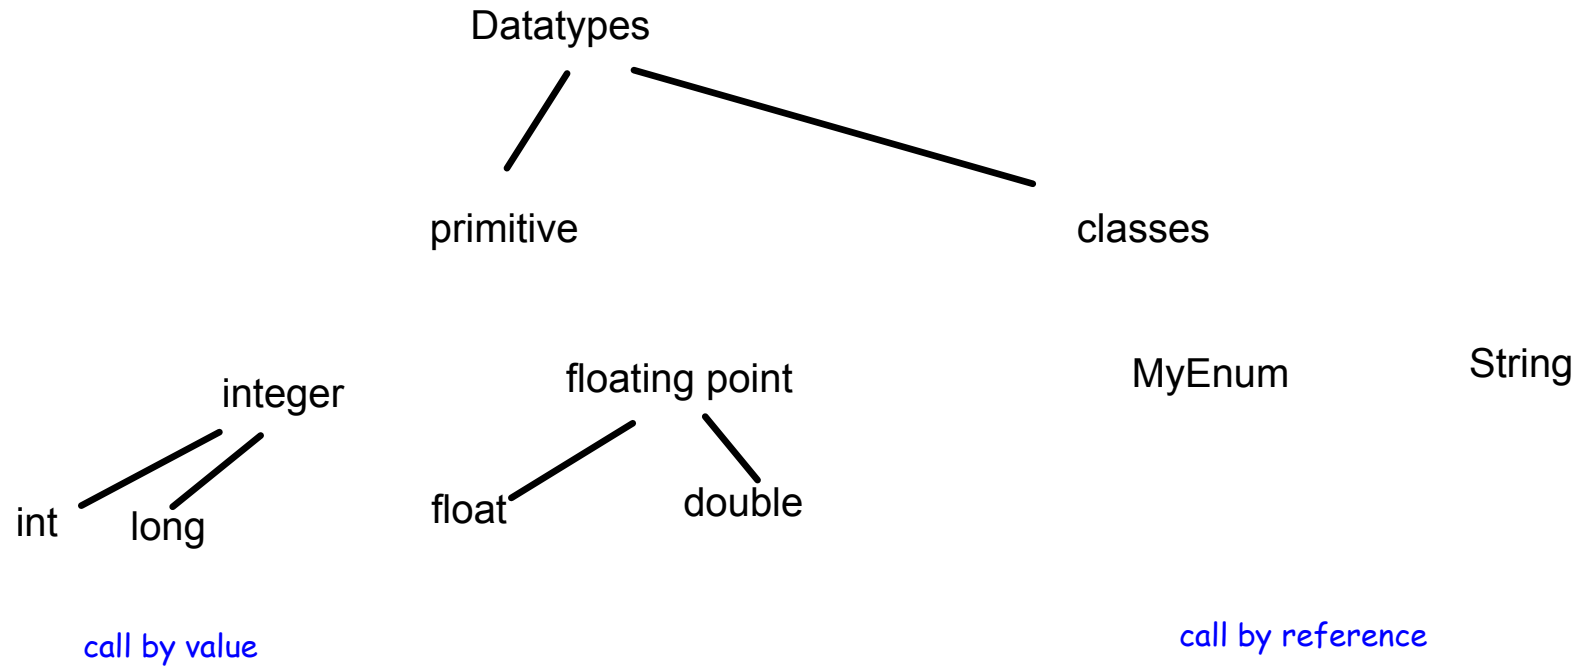 Datatypes
primitive
classes
integer
floating point
MyEnum
String
int
long
float
double
call by value
call by reference